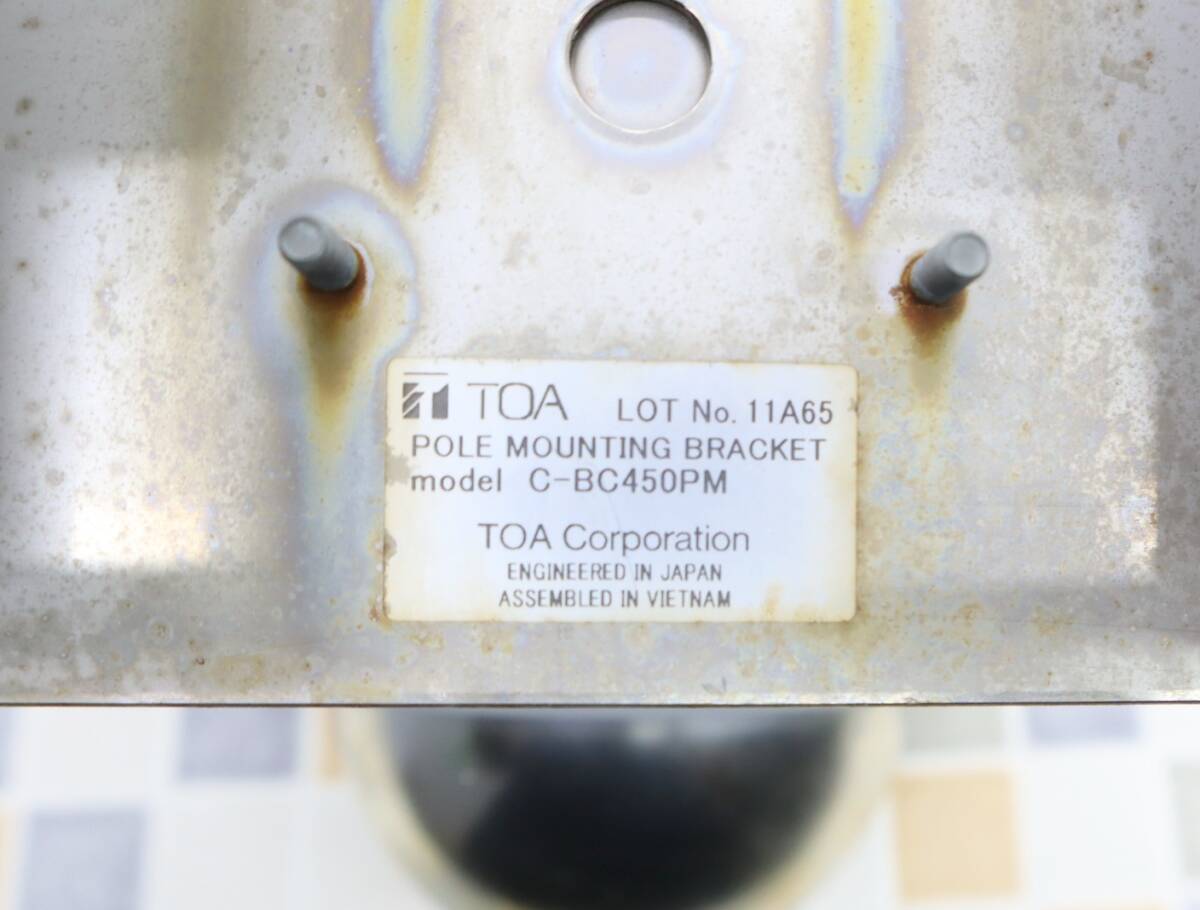 TOA LOT No. 11A65
POLE MOUNTING BRACKET
model C-BC450PM
TOA Corporation
ENGINEERED IN JAPAN
ASSEMBLED IN VIETNAM